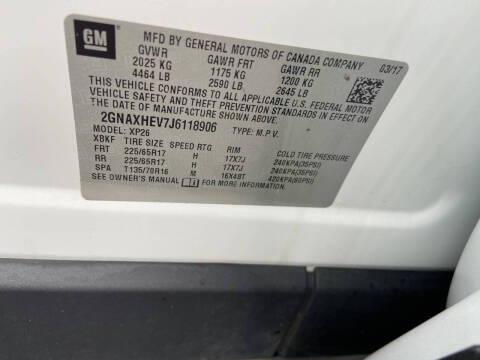 GM
MFD BY GENERAL MOTORS OF CANADA COMPANY 03/17
GVWR GAWR FRT GAWR RR
2025 KG 1175 KG 1200 KG
4464 LB 2590 LB 2645 LB
THIS VEHICLE CONFORMS TO ALL APPLICABLE U.S. FEDERAL MOTOR
VEHICLE SAFETY AND THEFT PREVENTION STANDARDS IN EFFECT ON
THE DATE OF MANUFACTURE SHOWN ABOVE.
2GNAXHEV7J6118906 TYPE: M.P.V.
MODEL: XP26
XBKF TIRE SIZE SPEED RTG RIM COLD TIRE PRESSURE
FRT 225/65R17 H 17X7J 240KPA(35PSI)
RR 225/65R17 H 17X7J 240KPA(35PSI)
SPA T135/70R16 M 16X4BT 420KPA(60PSI)
SEE OWNER'S MANUAL FOR MORE INFORMATION